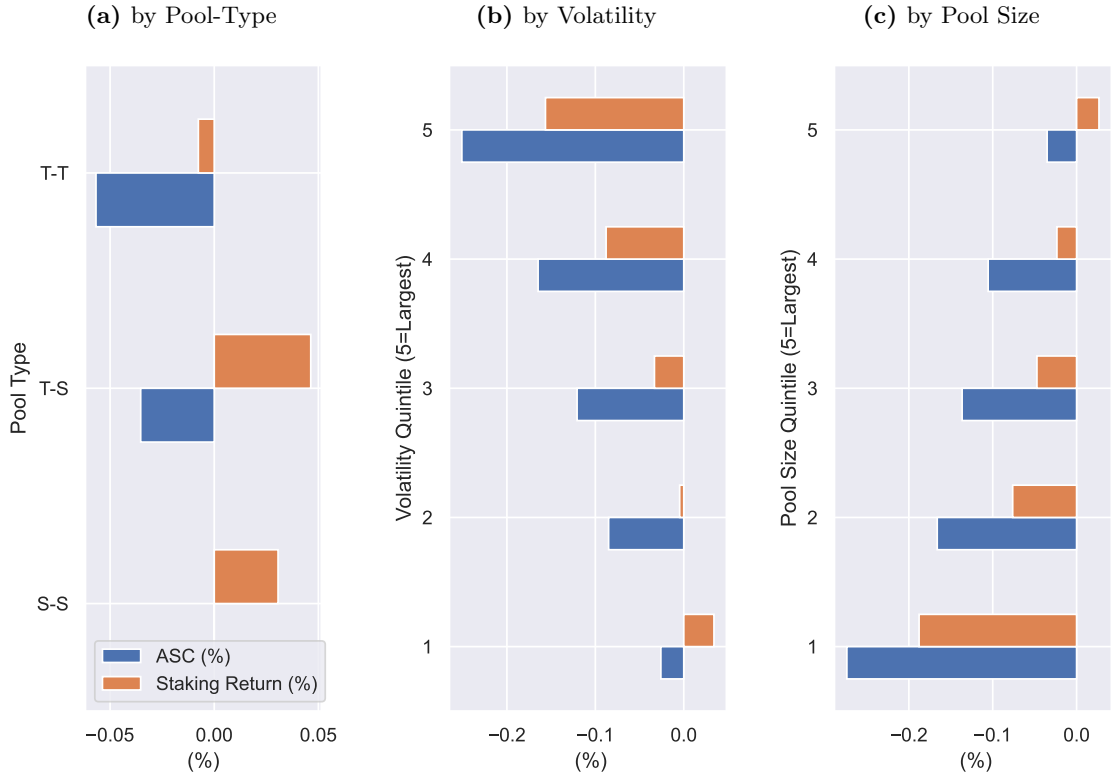 (a) by Pool-Type
Pool Type
T-T
T-S
S-S
ASC (%)
Staking Return (%)
−0.05 0.00 0.05
(%)
(b) by Volatility
Volatility Quintile (5=Largest)
5
4
3
2
1
−0.2 −0.1 0.0
(%)
(c) by Pool Size
Pool Size Quintile (5=Largest)
5
4
3
2
1
−0.2 −0.1 0.0
(%)